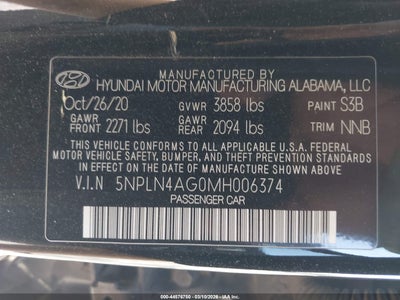 MANUFACTURED BY
HYUNDAI MOTOR MANUFACTURING ALABAMA, LLC
Oct/26/20 GVWR 3858 lbs PAINT S3B
GAWR GAWR
FRONT 2271 lbs REAR 2094 lbs TRIM NNB
THIS VEHICLE CONFORMS TO ALL APPLICABLE U.S.
FEDERAL MOTOR VEHICLE SAFETY, BUMPER, AND
THEFT PREVENTION STANDARDS IN EFFECT ON
THE DATE OF MANUFACTURE SHOWN ABOVE.
V.I.N 5NPLN4AG0MH006374
PASSENGER CAR
000-44576750 - 03/10/2026 - IAA, LLC